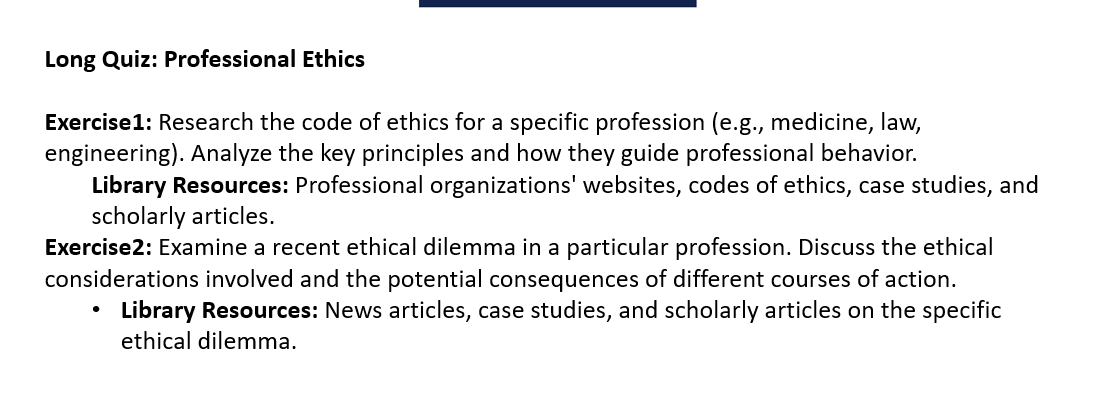 Long Quiz: Professional Ethics
Exercise1: Research the code of ethics for a specific profession (e.g., medicine, law,
engineering). Analyze the key principles and how they guide professional behavior.
Library Resources: Professional organizations' websites, codes of ethics, case studies, and
scholarly articles.
Exercise2: Examine a recent ethical dilemma in a particular profession. Discuss the ethical
considerations involved and the potential consequences of different courses of action.
• Library Resources: News articles, case studies, and scholarly articles on the specific
ethical dilemma.